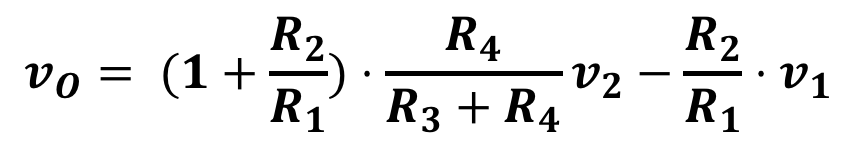 v_O = (1 + R_2/R_1) · R_4/(R_3 + R_4) v_2 − R_2/R_1 · v_1